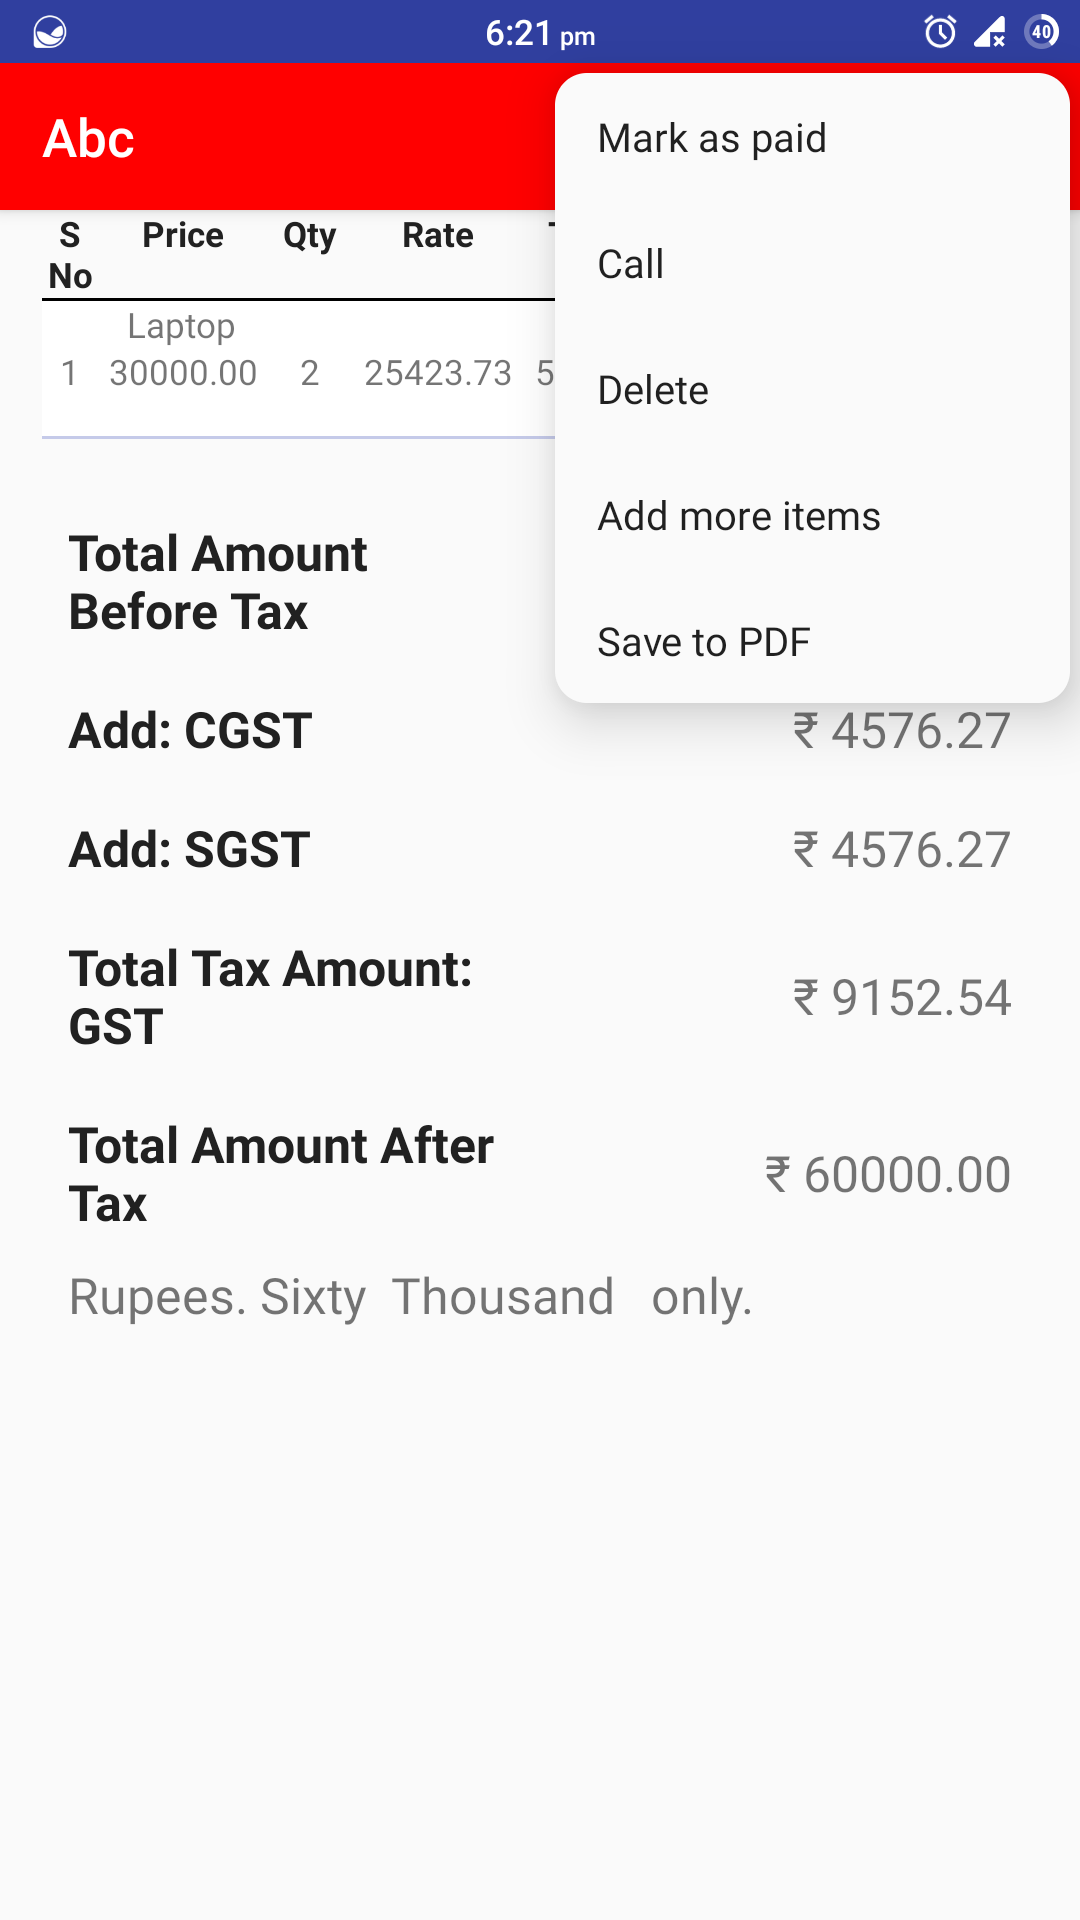 6:21 pm
40
Abc
Mark as paid
Call
Delete
Add more items
Save to PDF
S No
Price
Qty
Rate
Laptop
1 30000.00 2 25423.73 5
Total Amount
Before Tax
Add: CGST ₹ 4576.27
Add: SGST ₹ 4576.27
Total Tax Amount:
GST
₹ 9152.54
Total Amount After
Tax
₹ 60000.00
Rupees. Sixty  Thousand   only.